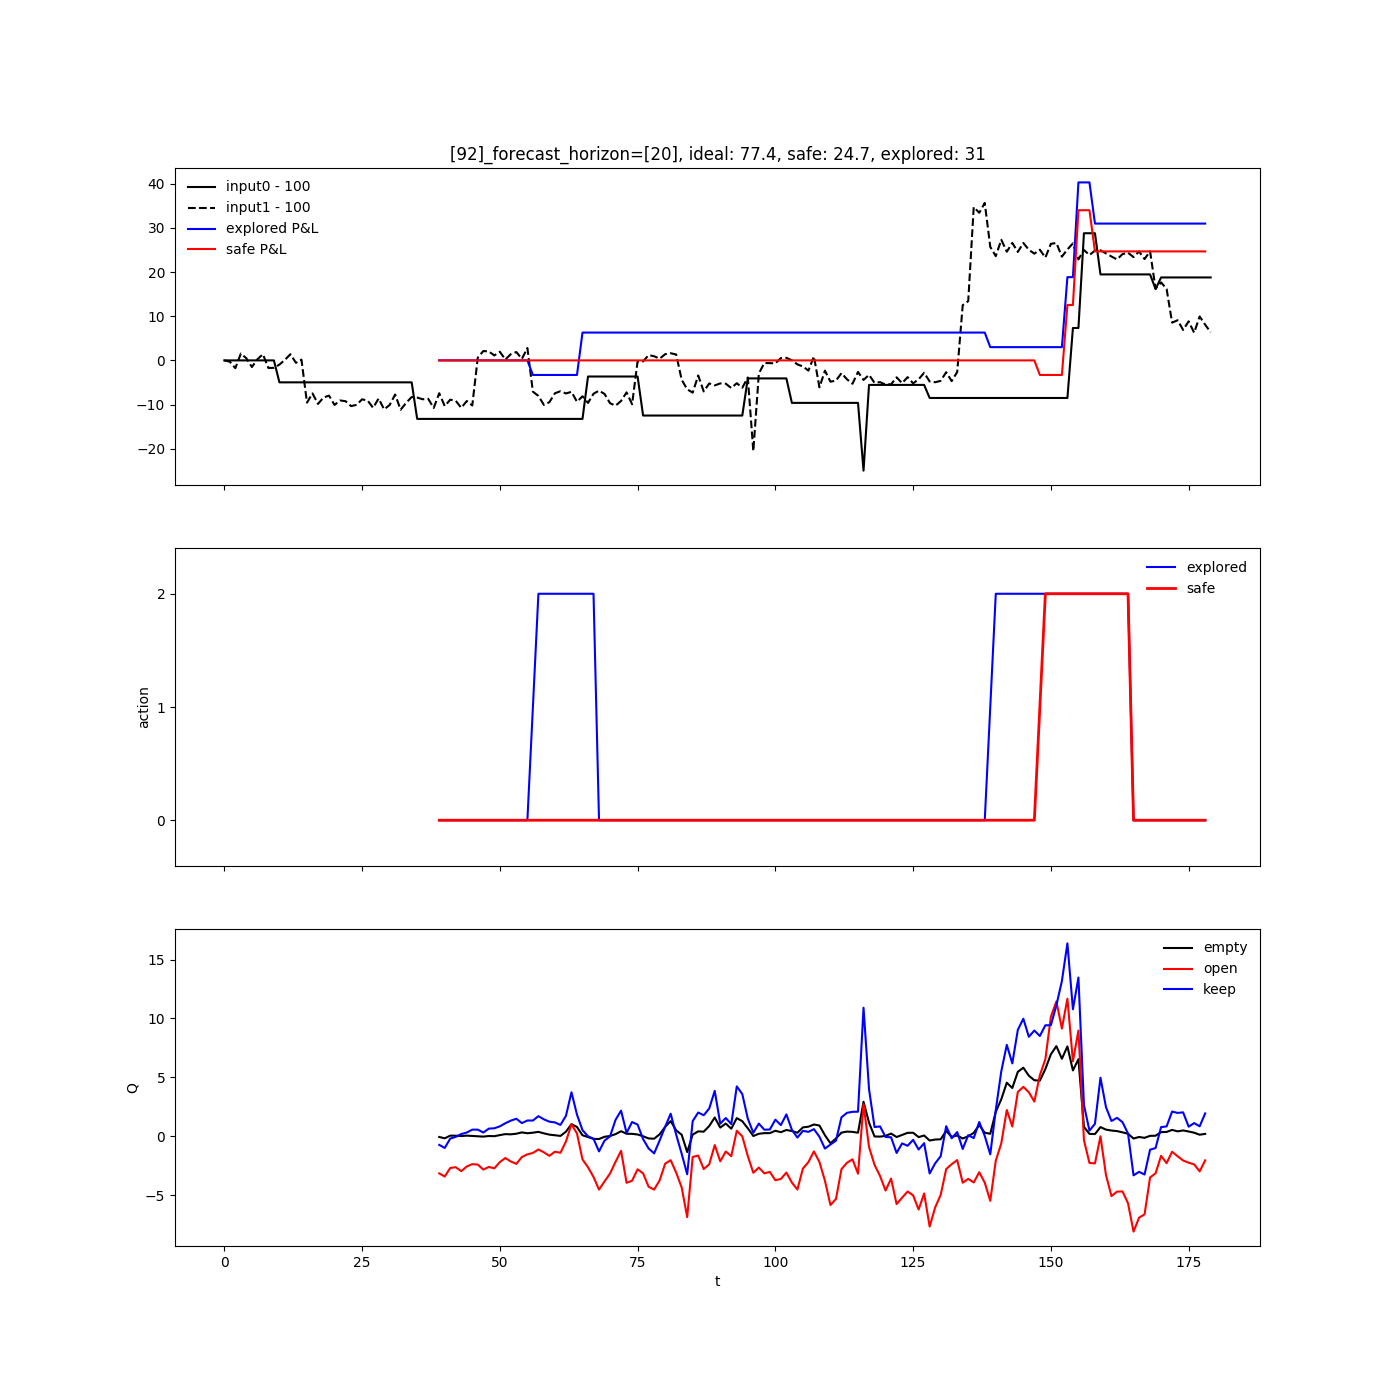 [92]_forecast_horizon=[20], ideal: 77.4, safe: 24.7, explored: 31
40
30
20
10
0
−10
−20
input0 - 100
input1 - 100
explored P&L
safe P&L
action
2
1
0
explored
safe
Q
15
10
5
0
−5
empty
open
keep
0 25 50 75 100 125 150 175
t